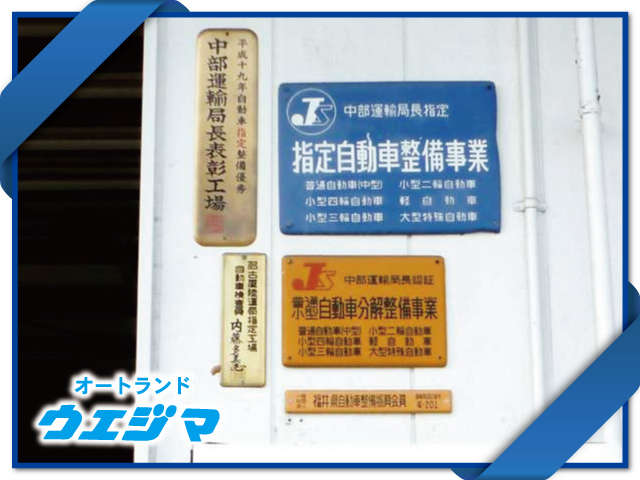 平成十九年自動車指定整備優秀
中部運輸局長表彰工場
JS
中部運輸局長指定
指定自動車整備事業
普通自動車(中型) 小型二輪自動車
小型四輪自動車 軽自動車
小型三輪自動車 大型特殊自動車
名古屋陸運局指定工場
自動車検査員 内藤
JS
中部運輸局長認証
普通
小型
自動車分解整備事業
普通自動車(中型) 小型二輪自動車
小型四輪自動車 軽自動車
小型三輪自動車 大型特殊自動車
福井県自動車整備振興会会員
4-201
オートランド
ウエジマ